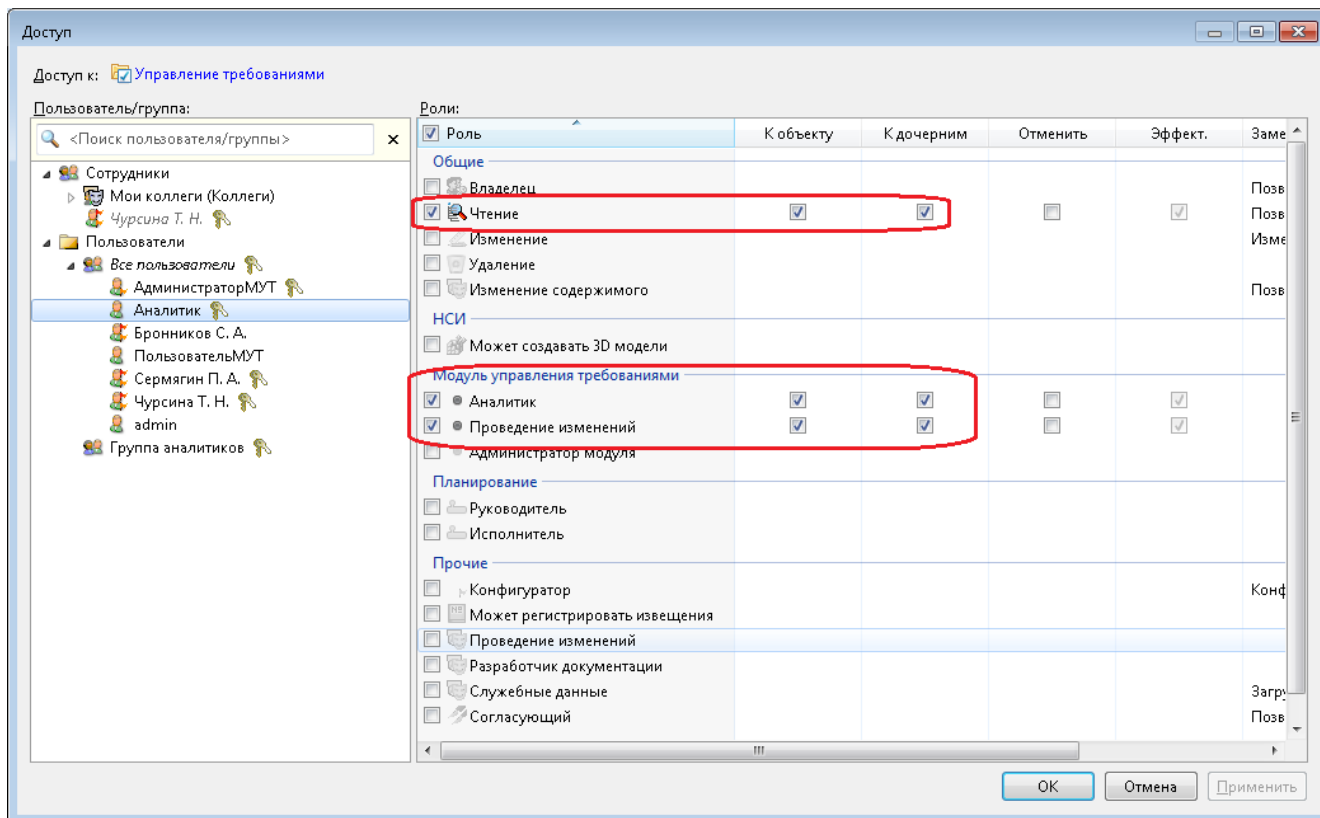 Доступ
Доступ к: Управление требованиями
Пользователь/группа:
<Поиск пользователя/группы>
Сотрудники
Мои коллеги (Коллеги)
Чурсина Т. Н.
Пользователи
Все пользователи
АдминистраторМУТ
Аналитик
Бронников С. А.
ПользовательМУТ
Сермягин П. А.
Чурсина Т. Н.
admin
Группа аналитиков
Роли:
Роль К объекту К дочерним Отменить Эффект. Заме
Общие
Владелец Позв
Чтение Позв
Изменение Изме
Удаление
Изменение содержимого Позв
НСИ
Может создавать 3D модели
Модуль управления требованиями
Аналитик
Проведение изменений
Администратор модуля
Планирование
Руководитель
Исполнитель
Прочие
Конфигуратор Конф
Может регистрировать извещения
Проведение изменений
Разработчик документации
Служебные данные Загру
Согласующий Позв
OK Отмена Применить